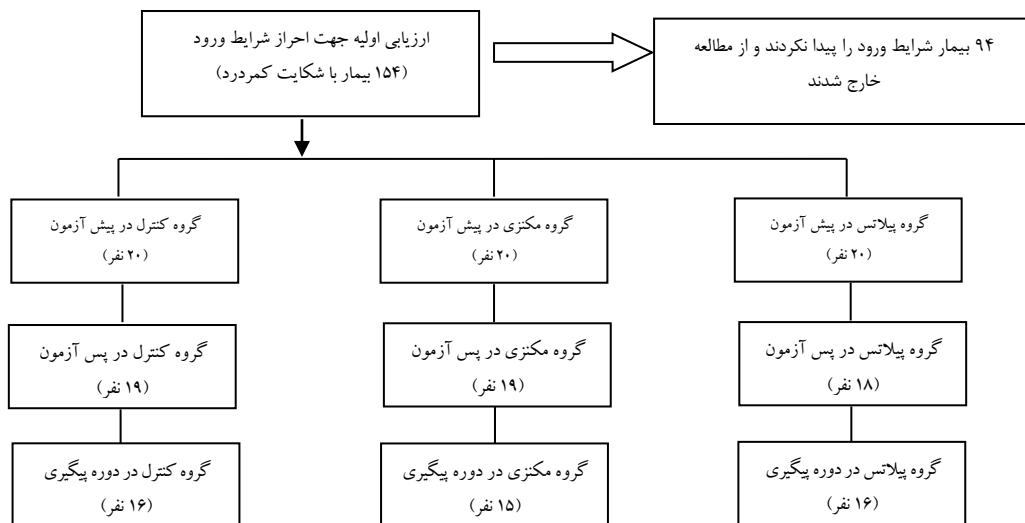 ارزیابی اولیه جهت احراز شرایط ورود
(۱۵۴ بیمار با شکایت کمردرد)
۹۴ بیمار شرایط ورود را پیدا نکردند و از مطالعه
خارج شدند
گروه پیلاتس در پیش آزمون
(۲۰ نفر)
گروه مکنزی در پیش آزمون
(۲۰ نفر)
گروه کنترل در پیش آزمون
(۲۰ نفر)
گروه پیلاتس در پس آزمون
(۱۸ نفر)
گروه مکنزی در پس آزمون
(۱۹ نفر)
گروه کنترل در پس آزمون
(۱۹ نفر)
گروه پیلاتس در دوره پیگیری
(۱۶ نفر)
گروه مکنزی در دوره پیگیری
(۱۵ نفر)
گروه کنترل در دوره پیگیری
(۱۶ نفر)